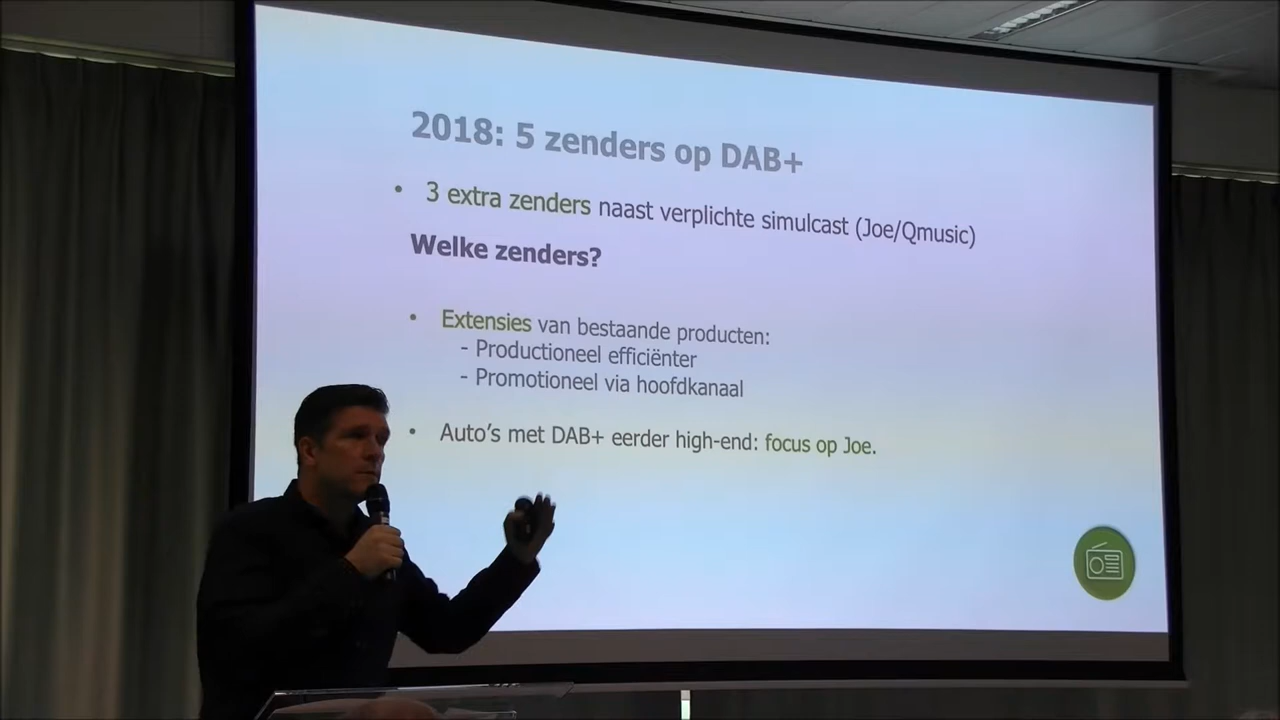 2018: 5 zenders op DAB+
• 3 extra zenders naast verplichte simulcast (Joe/Qmusic)
Welke zenders?
• Extensies van bestaande producten:
- Productioneel efficiënter
- Promotioneel via hoofdkanaal
• Auto's met DAB+ eerder high-end: focus op Joe.